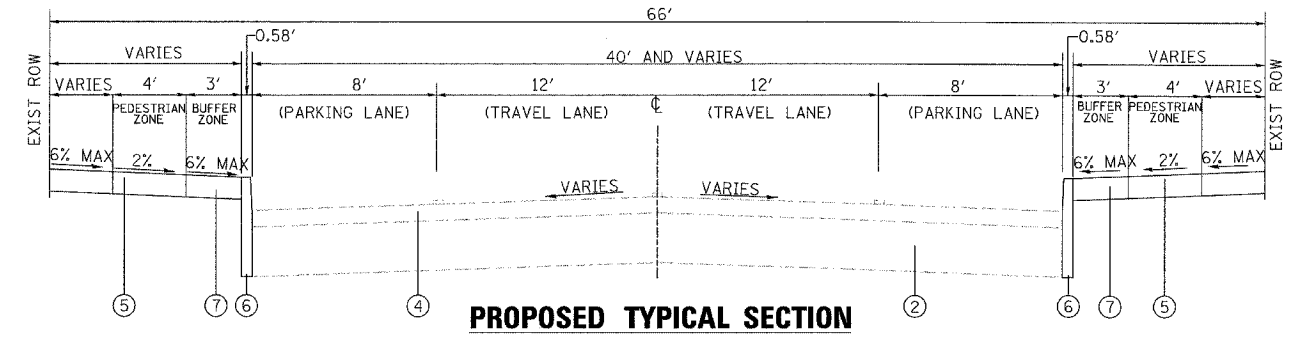 66'
0.58'
0.58'
VARIES
40' AND VARIES
VARIES
VARIES
4'
3'
8'
12'
12'
8'
3'
4'
VARIES
EXIST ROW
PEDESTRIAN
ZONE
BUFFER
ZONE
(PARKING LANE)
(TRAVEL LANE)
℄
(TRAVEL LANE)
(PARKING LANE)
BUFFER
ZONE
PEDESTRIAN
ZONE
EXIST ROW
6% MAX
2%
6% MAX
VARIES
VARIES
6% MAX
2%
6% MAX
5
7
6
4
2
6
7
5
PROPOSED TYPICAL SECTION